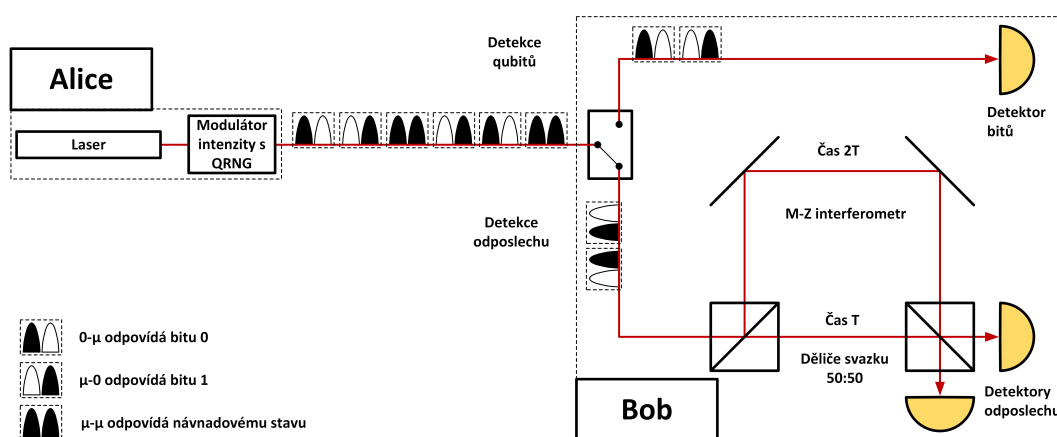 Alice
Laser
Modulátor
intenzity s
QRNG
Detekce
qubitů
Detektor
bitů
Čas 2T
M-Z interferometr
Detekce
odposlechu
Čas T
Děliče svazku
50:50
Detektory
odposlechu
Bob
0-μ odpovídá bitu 0
μ-0 odpovídá bitu 1
μ-μ odpovídá návnadovému stavu